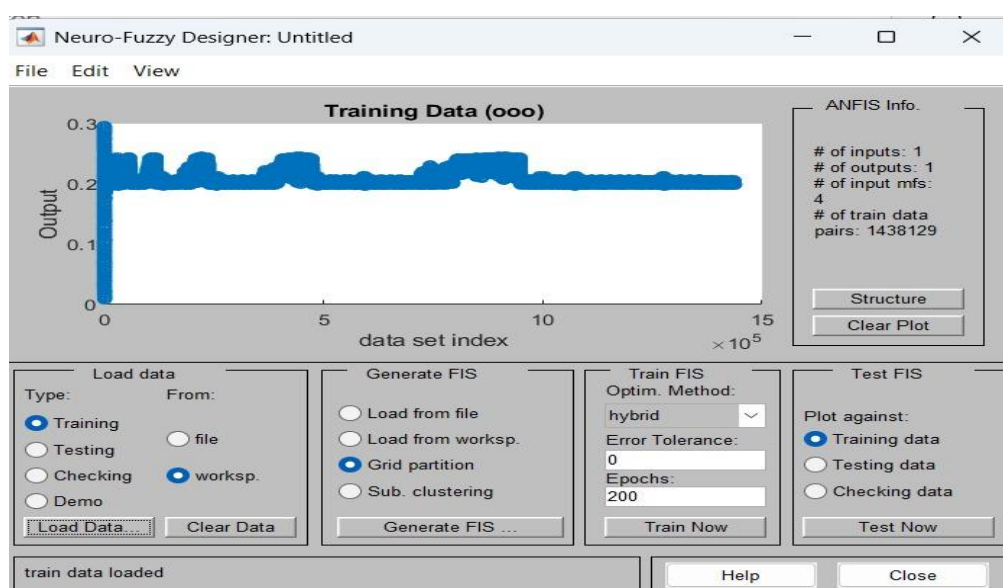 Neuro-Fuzzy Designer: Untitled
File Edit View
Training Data (ooo)
0.3
0.2
0.1
0
Output
0 5 10 15
data set index
×10^5
ANFIS Info.
# of inputs: 1
# of outputs: 1
# of input mfs:
4
# of train data
pairs: 1438129
Structure
Clear Plot
Load data
Type: From:
Training
Testing
Checking
Demo
file
worksp.
Load Data... Clear Data
Generate FIS
Load from file
Load from worksp.
Grid partition
Sub. clustering
Generate FIS ...
Train FIS
Optim. Method:
hybrid
Error Tolerance:
0
Epochs:
200
Train Now
Test FIS
Plot against:
Training data
Testing data
Checking data
Test Now
train data loaded
Help Close